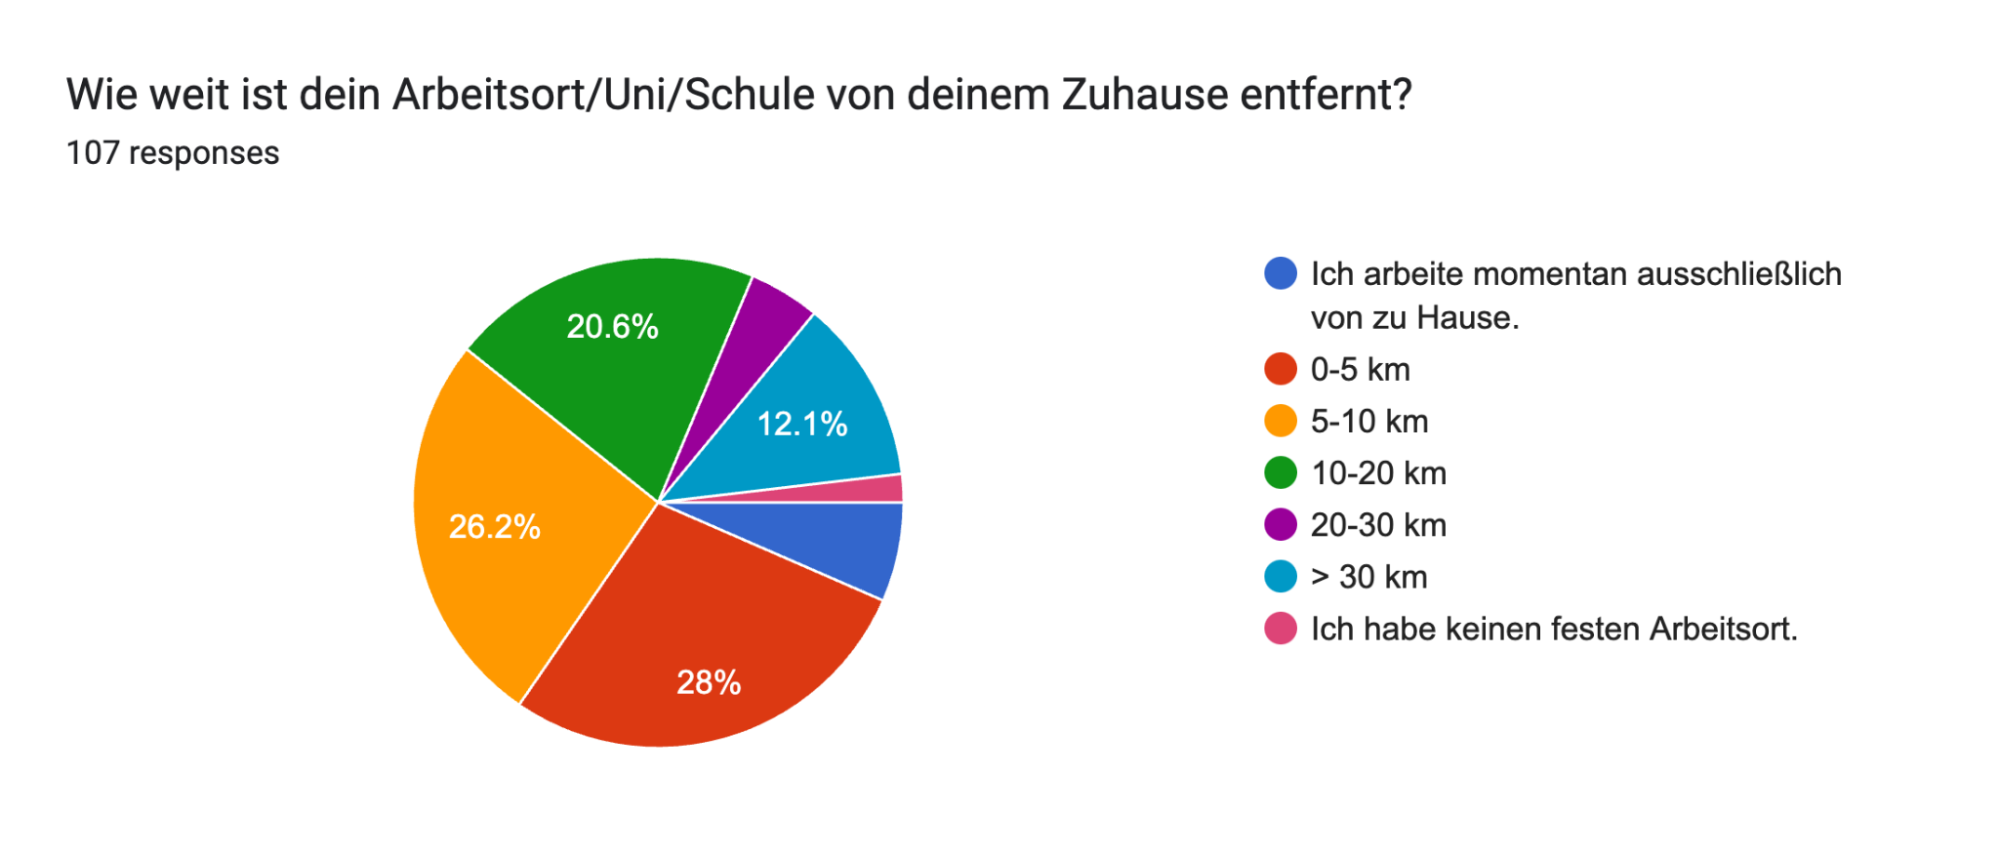 Wie weit ist dein Arbeitsort/Uni/Schule von deinem Zuhause entfernt?
107 responses
20.6%
12.1%
26.2%
28%
Ich arbeite momentan ausschließlich
von zu Hause.
0-5 km
5-10 km
10-20 km
20-30 km
> 30 km
Ich habe keinen festen Arbeitsort.